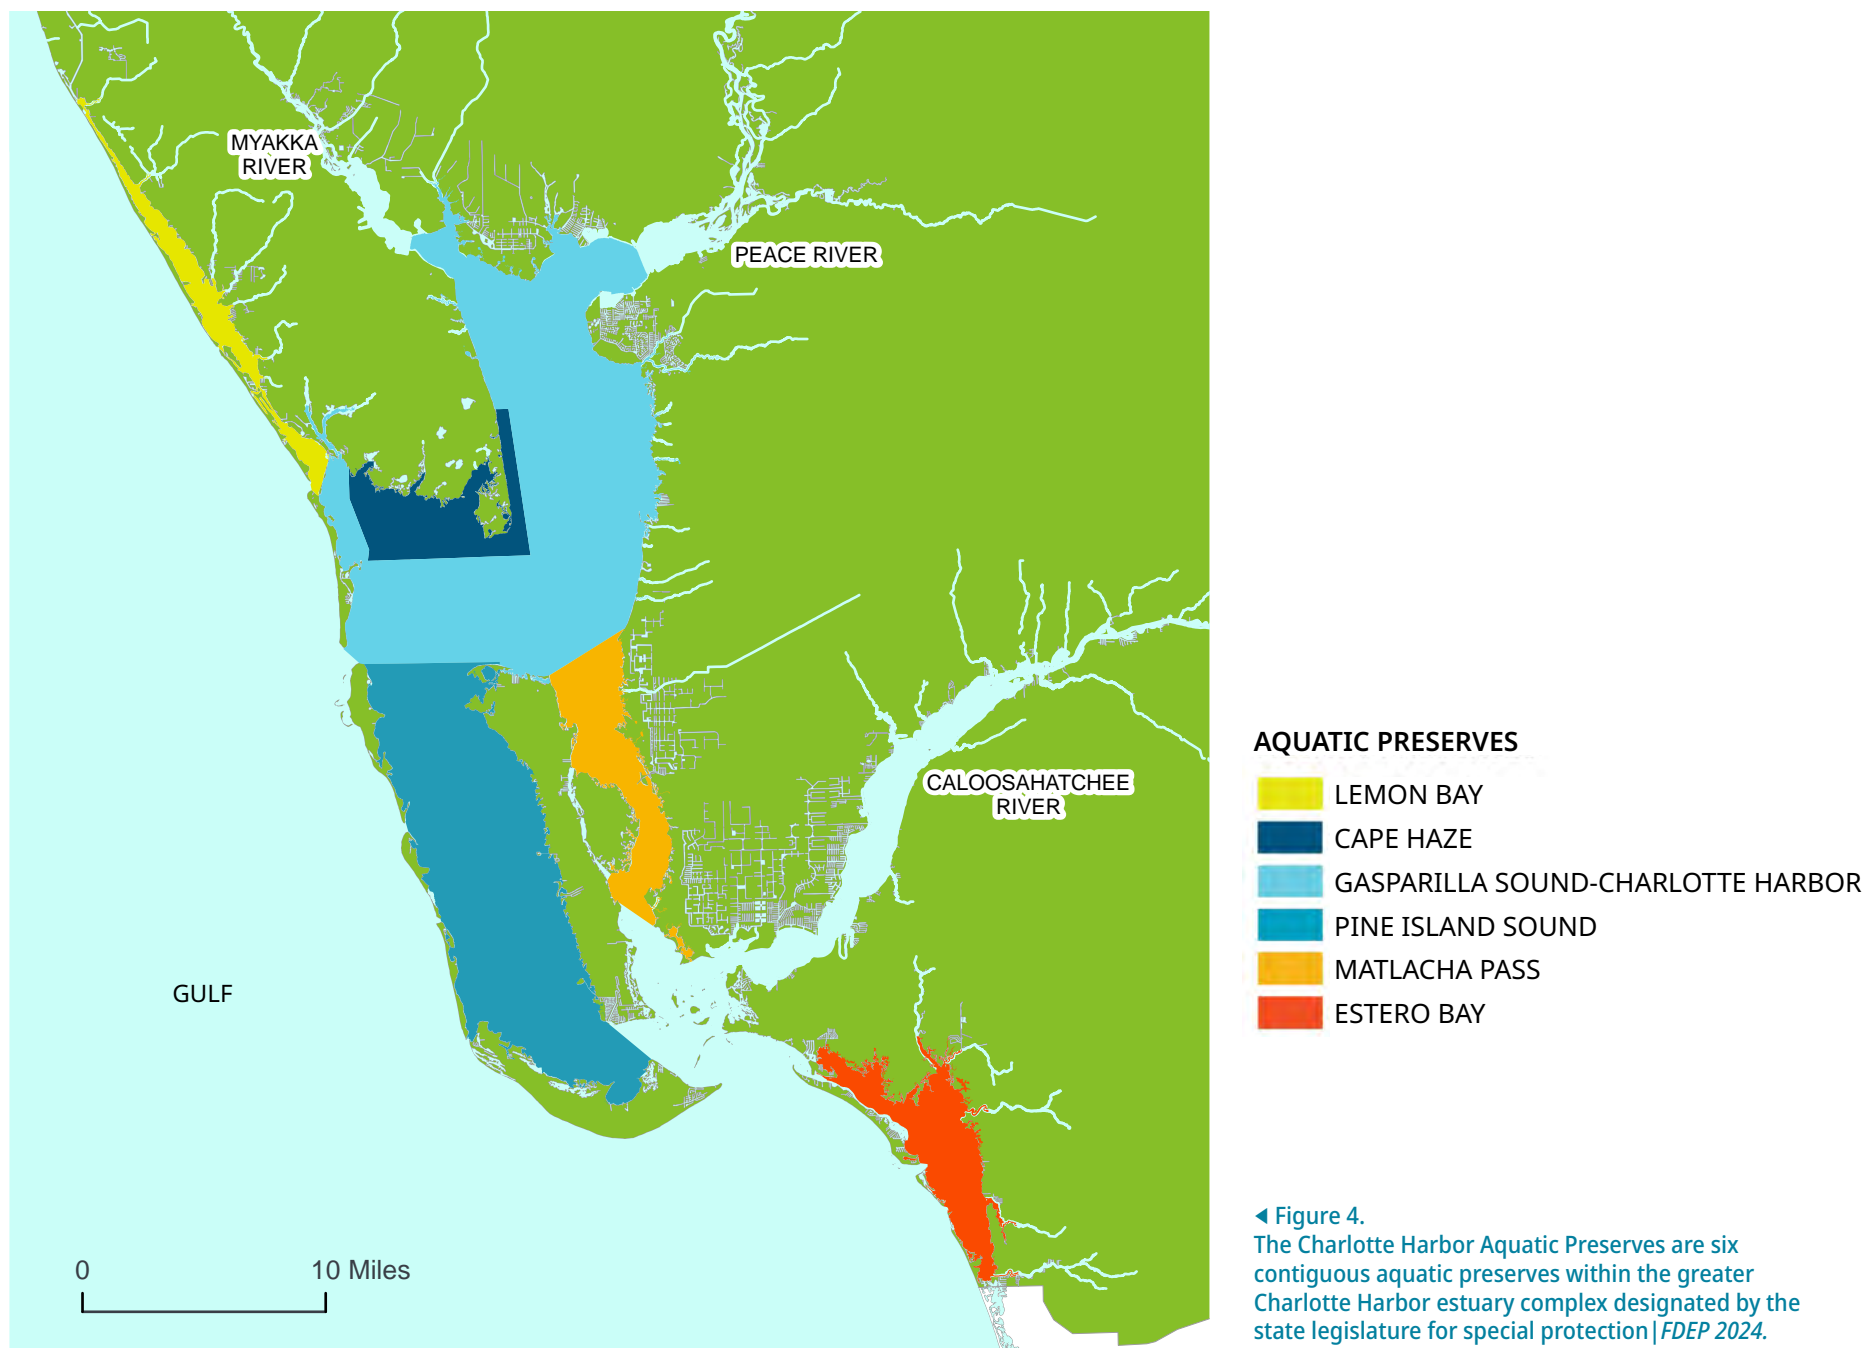 MYAKKA
RIVER
PEACE RIVER
CALOOSAHATCHEE
RIVER
GULF
0 10 Miles
AQUATIC PRESERVES
LEMON BAY
CAPE HAZE
GASPARILLA SOUND-CHARLOTTE HARBOR
PINE ISLAND SOUND
MATLACHA PASS
ESTERO BAY
◀ Figure 4.
The Charlotte Harbor Aquatic Preserves are six
contiguous aquatic preserves within the greater
Charlotte Harbor estuary complex designated by the
state legislature for special protection|FDEP 2024.